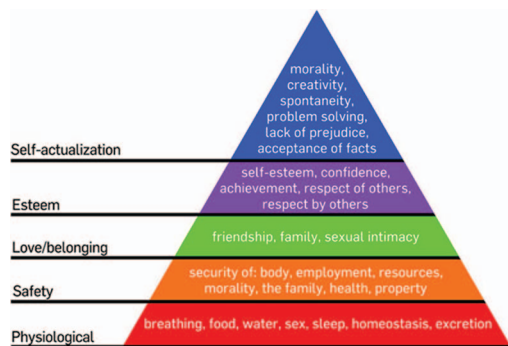 morality,
creativity,
spontaneity,
problem solving,
lack of prejudice,
acceptance of facts
Self-actualization
self-esteem, confidence,
achievement, respect of others,
respect by others
Esteem
friendship, family, sexual intimacy
Love/belonging
security of: body, employment, resources,
morality, the family, health, property
Safety
breathing, food, water, sex, sleep, homeostasis, excretion
Physiological